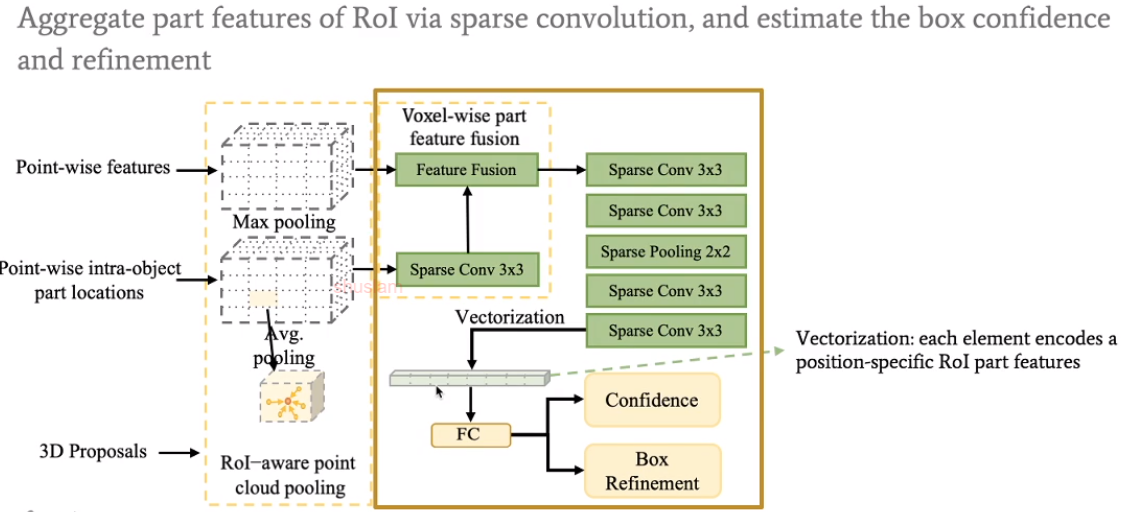 Aggregate part features of RoI via sparse convolution, and estimate the box confidence
and refinement
Voxel-wise part
feature fusion
Point-wise features
Feature Fusion
Sparse Conv 3x3
Sparse Conv 3x3
Max pooling
Sparse Pooling 2x2
Point-wise intra-object
part locations
Sparse Conv 3x3
Sparse Conv 3x3
Vectorization
Sparse Conv 3x3
Avg.
pooling
Vectorization: each element encodes a
position-specific RoI part features
Confidence
FC
3D Proposals
RoI-aware point
cloud pooling
Box
Refinement